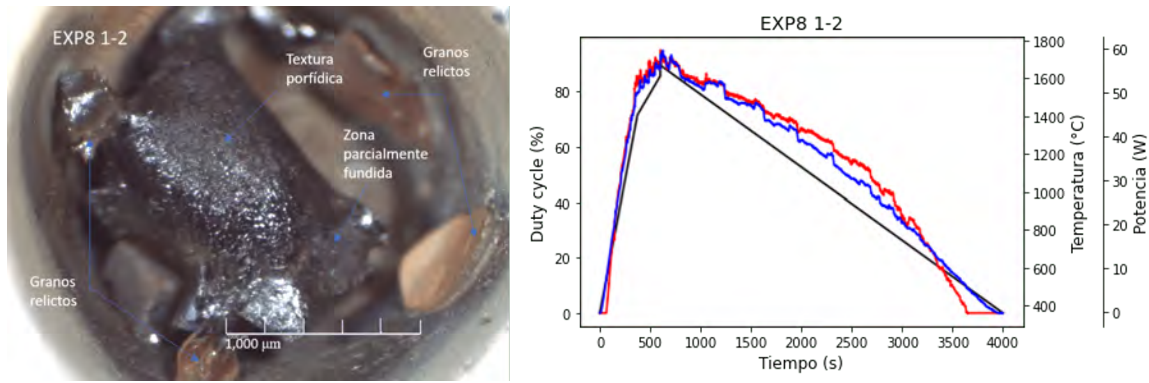 EXP8 1-2
Textura
porfídica
Granos
relictos
Zona
parcialmente
fundida
Granos
relictos
1,000 µm
EXP8 1-2
Duty cycle (%)
80
60
40
20
0
0 500 1000 1500 2000 2500 3000 3500 4000
Tiempo (s)
1800
1600
1400
1200
1000
800
600
400
Temperatura (°C)
60
50
40
30
20
10
0
Potencia (W)